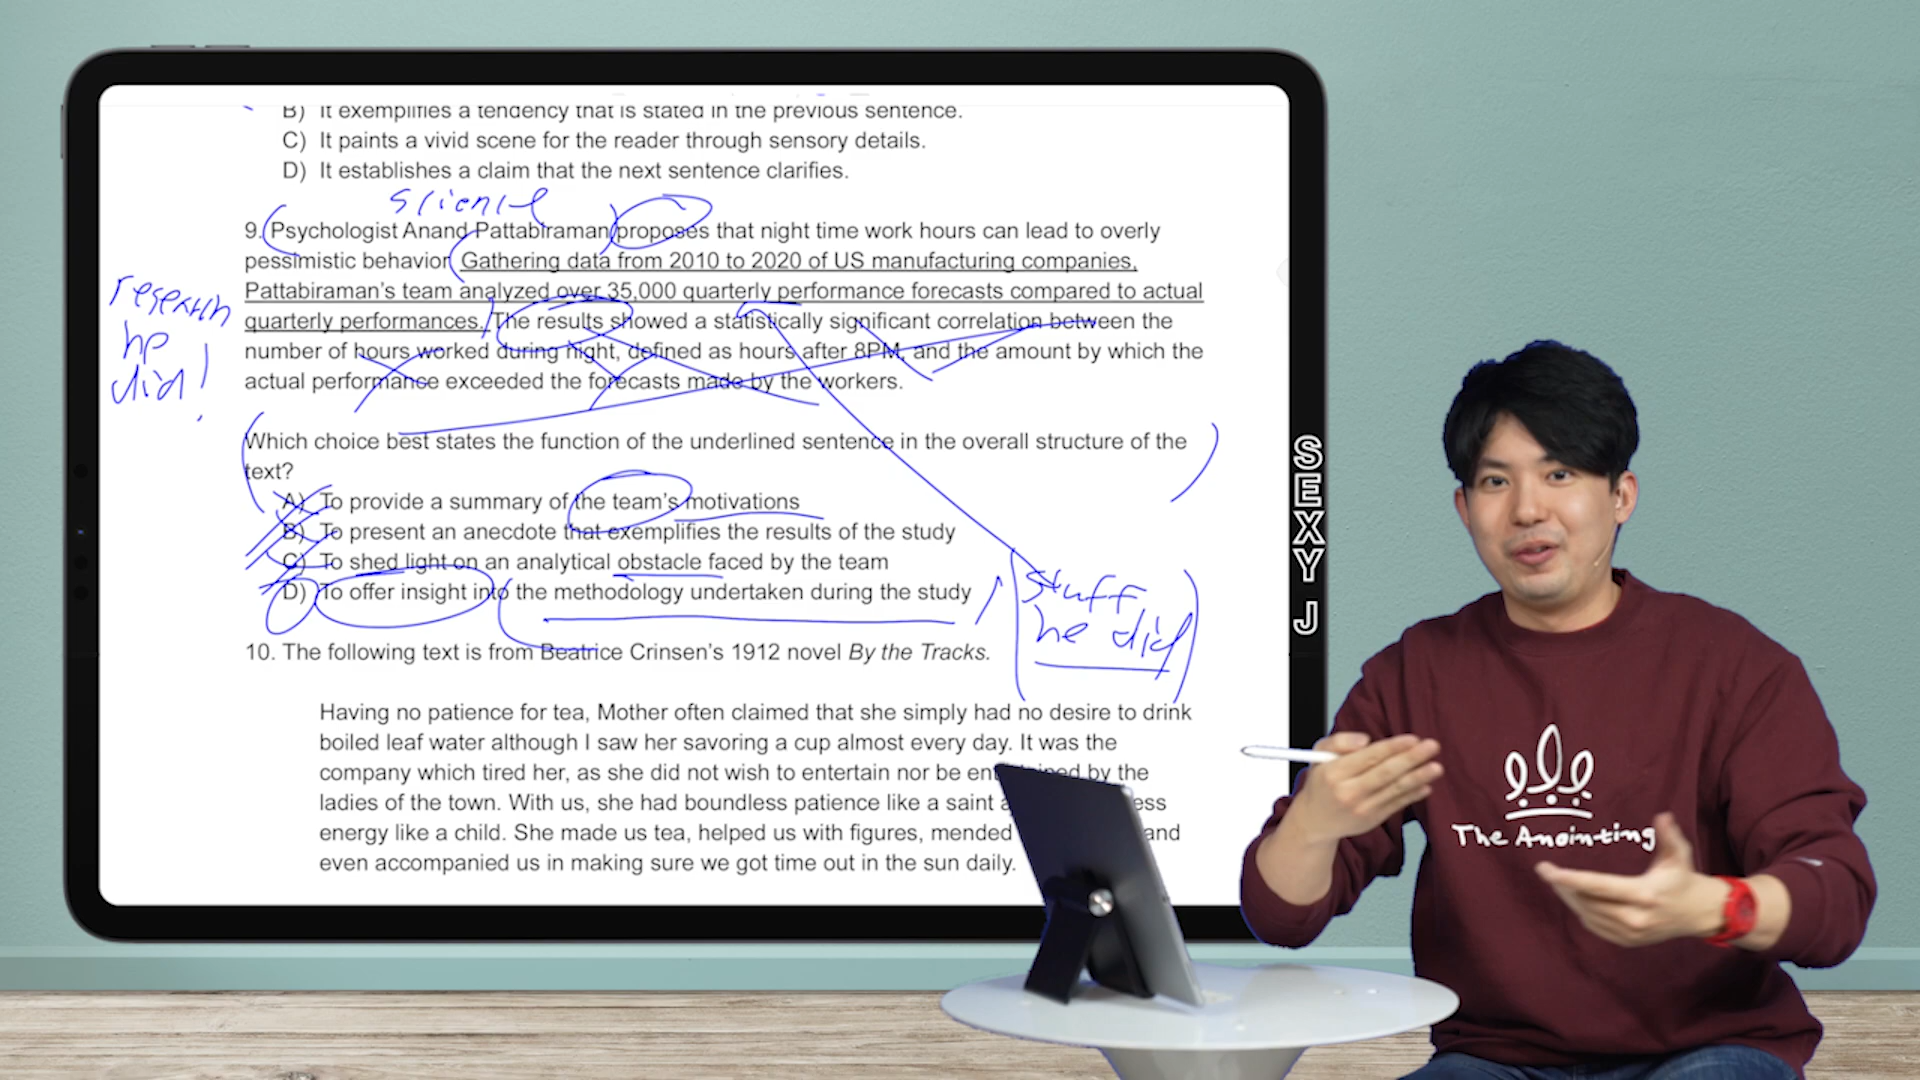 B) It exemplifies a tendency that is stated in the previous sentence.
C) It paints a vivid scene for the reader through sensory details.
D) It establishes a claim that the next sentence clarifies.
science
9. Psychologist Anand Pattabiraman proposes that night time work hours can lead to overly
pessimistic behavior. Gathering data from 2010 to 2020 of US manufacturing companies,
Pattabiraman's team analyzed over 35,000 quarterly performance forecasts compared to actual
quarterly performances. The results showed a statistically significant correlation between the
number of hours worked during night, defined as hours after 8PM, and the amount by which the
actual performance exceeded the forecasts made by the workers.
research
he
did!
Which choice best states the function of the underlined sentence in the overall structure of the
text?
A) To provide a summary of the team's motivations
B) To present an anecdote that exemplifies the results of the study
C) To shed light on an analytical obstacle faced by the team
D) To offer insight into the methodology undertaken during the study
stuff
he did
10. The following text is from Beatrice Crinsen's 1912 novel By the Tracks.
Having no patience for tea, Mother often claimed that she simply had no desire to drink
boiled leaf water although I saw her savoring a cup almost every day. It was the
company which tired her, as she did not wish to entertain nor be by the
ladies of the town. With us, she had boundless patience like a saint
energy like a child. She made us tea, helped us with figures, mended and
even accompanied us in making sure we got time out in the sun daily.
SEXY J
The Anointing